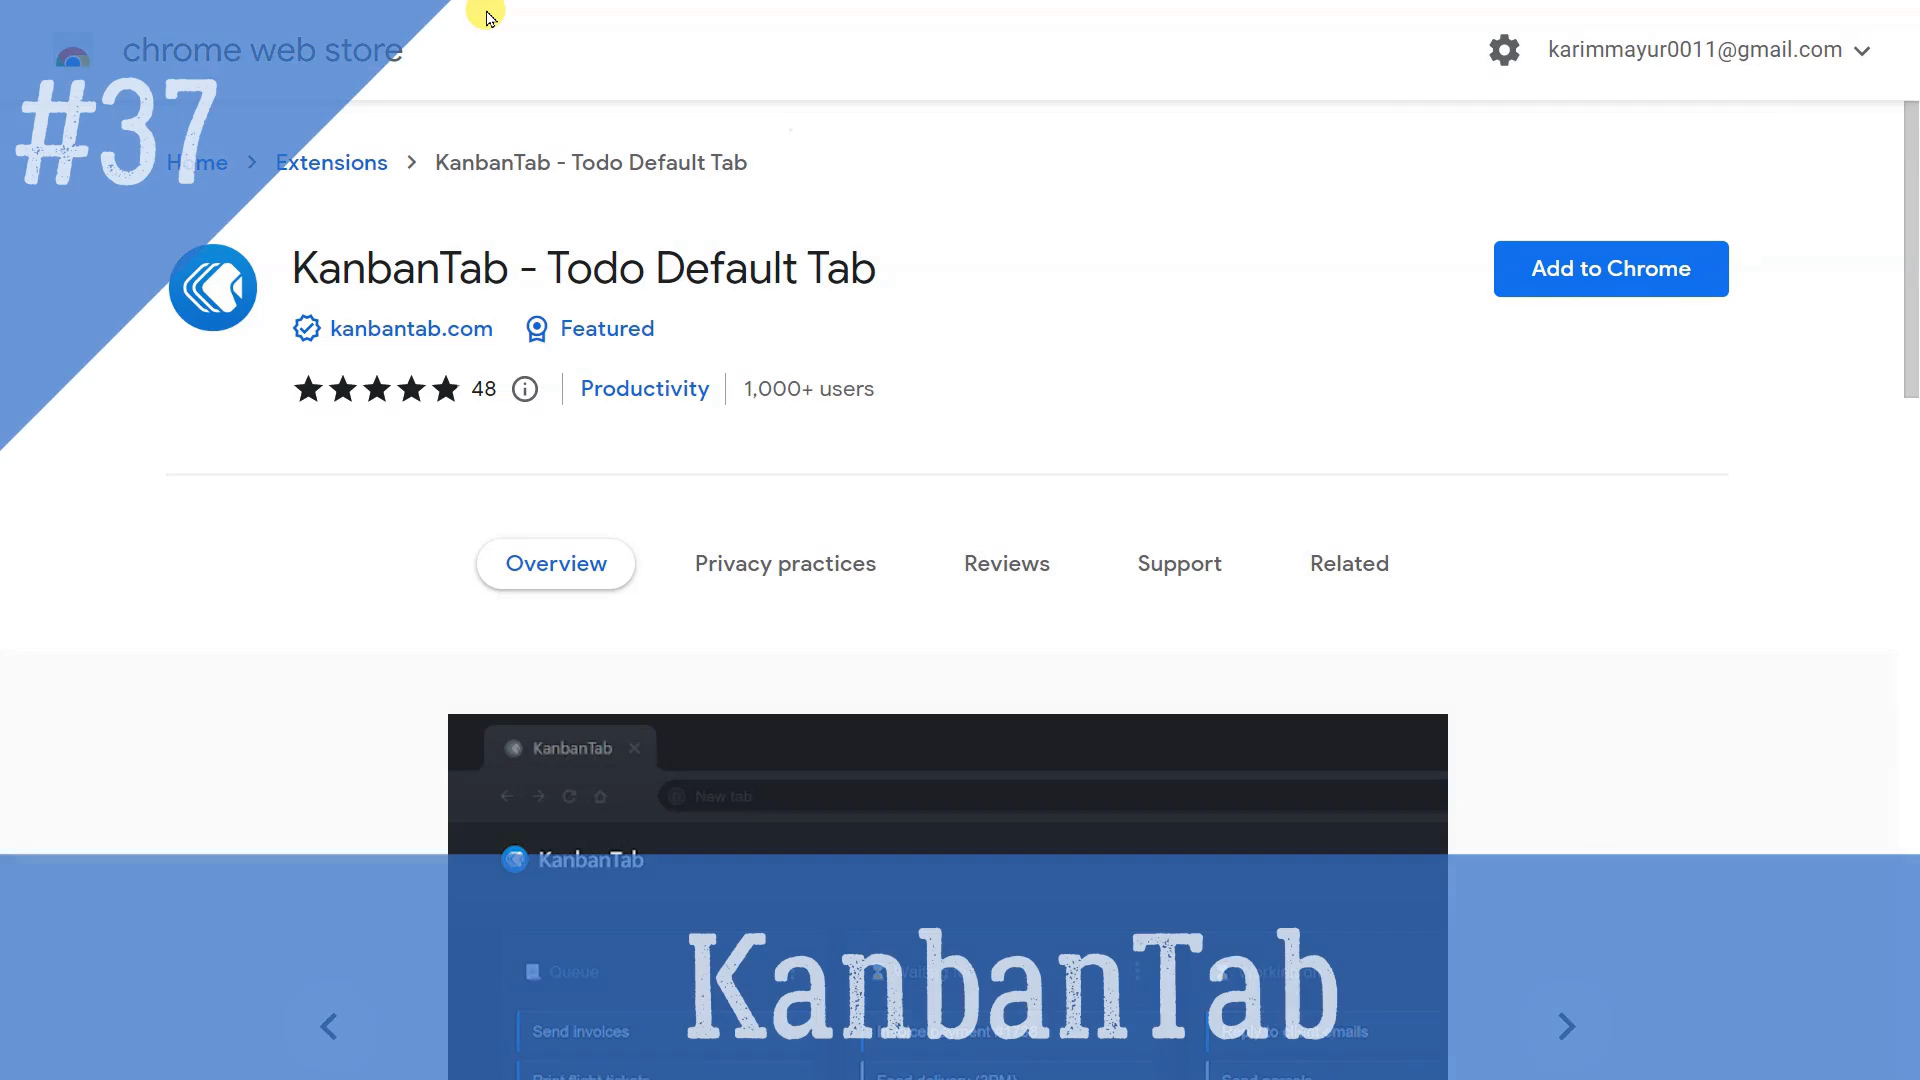 chrome web store
karimmayur0011@gmail.com
#37
Home > Extensions > KanbanTab - Todo Default Tab
KanbanTab - Todo Default Tab
Add to Chrome
kanbantab.com Featured
48 Productivity 1,000+ users
Overview Privacy practices Reviews Support Related
KanbanTab
New tab
KanbanTab
Queue
KanbanTab
Send invoices